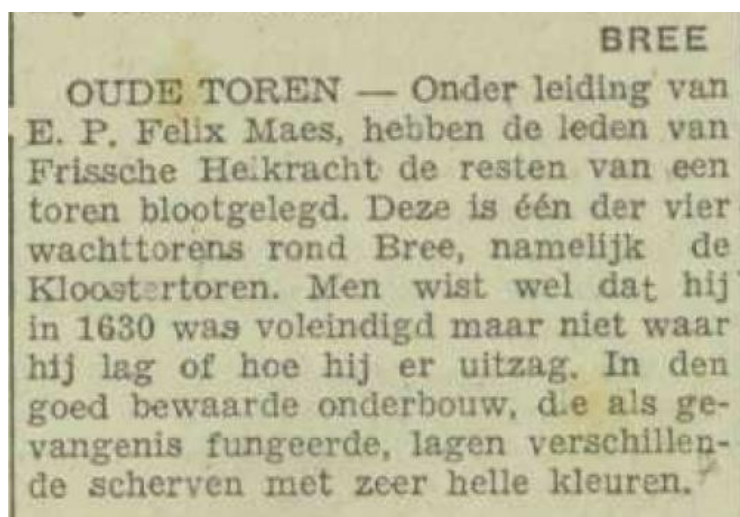 BREE
OUDE TOREN — Onder leiding van
E. P. Felix Maes, hebben de leden van
Frissche Heikracht de resten van een
toren blootgelegd. Deze is één der vier
wachttorens rond Bree, namelijk de
Kloostertoren. Men wist wel dat hij
in 1630 was voleindigd maar niet waar
hij lag of hoe hij er uitzag. In den
goed bewaarde onderbouw, die als ge-
vangenis fungeerde, lagen verschillen-
de scherven met zeer helle kleuren.